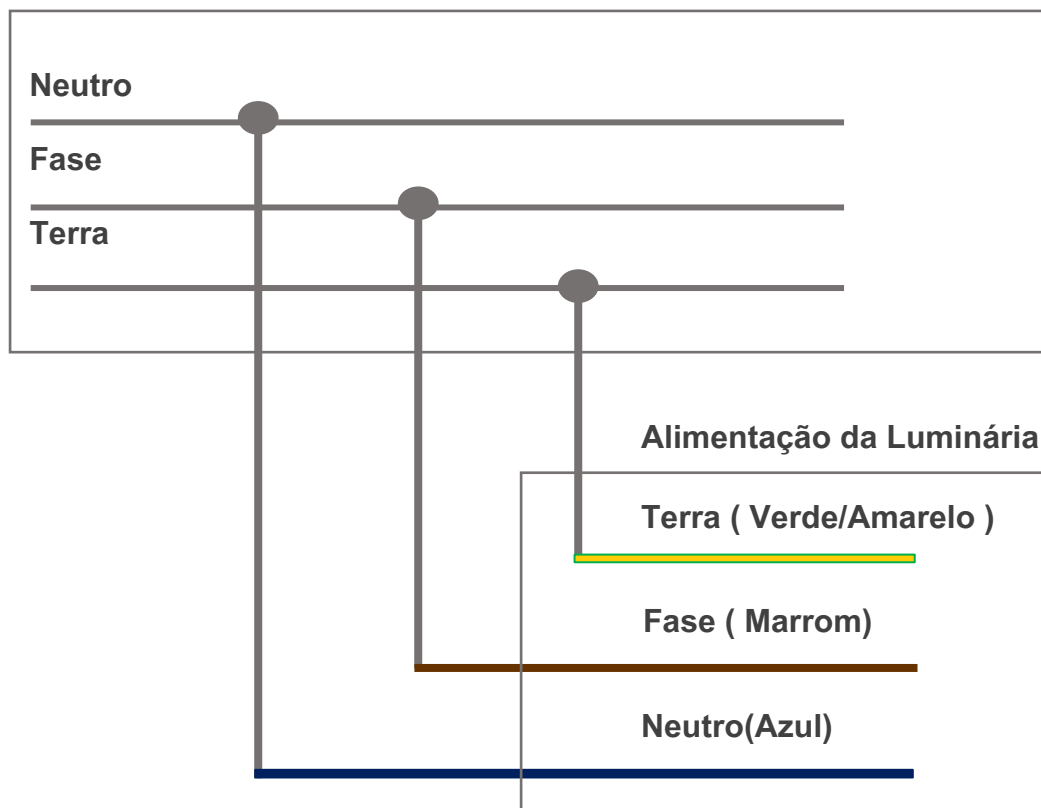 Neutro
Fase
Terra
Alimentação da Luminária
Terra ( Verde/Amarelo )
Fase ( Marrom)
Neutro(Azul)